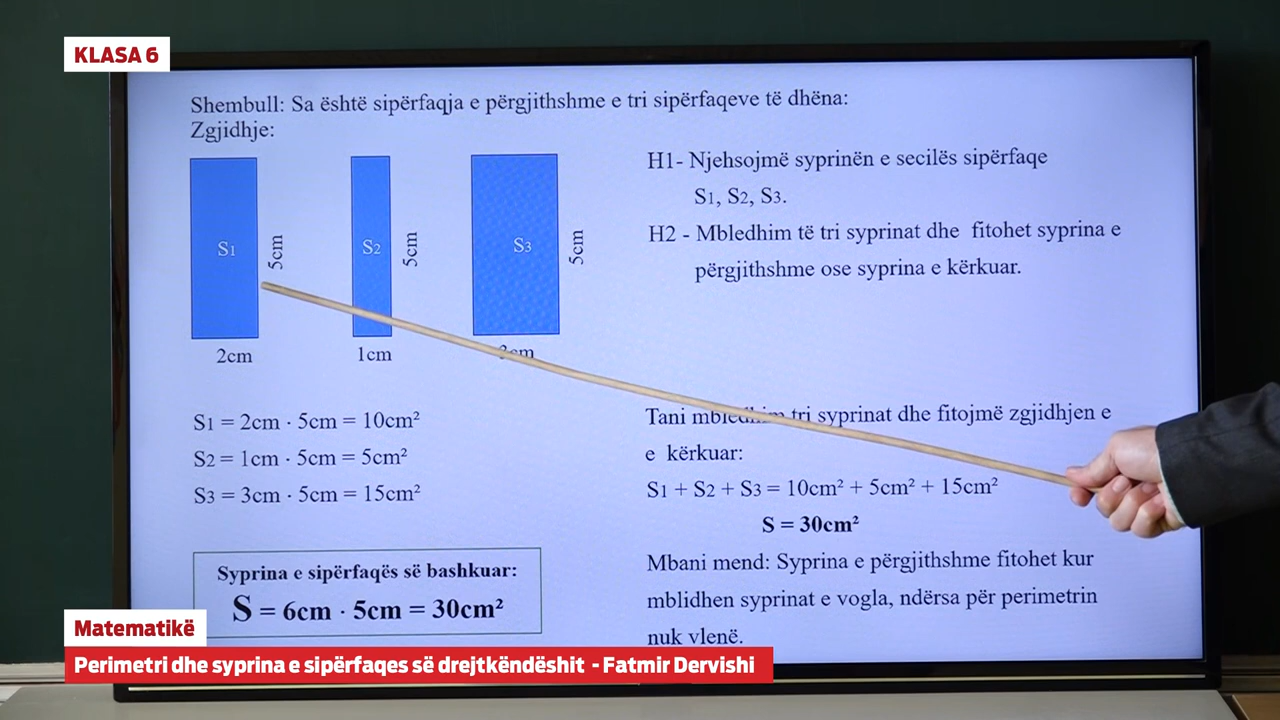 KLASA 6
Shembull: Sa është sipërfaqja e përgjithshme e tri sipërfaqeve të dhëna:
Zgjidhje:
S1
5cm
2cm
S2
5cm
1cm
S3
5cm
H1- Njehsojmë syprinën e secilës sipërfaqe
S1, S2, S3.
H2 - Mbledhim të tri syprinat dhe fitohet syprina e
përgjithshme ose syprina e kërkuar.
S1 = 2cm · 5cm = 10cm²
S2 = 1cm · 5cm = 5cm²
S3 = 3cm · 5cm = 15cm²
Syprina e sipërfaqës së bashkuar:
S = 6cm · 5cm = 30cm²
Tani mbledhim tri syprinat dhe fitojmë zgjidhjen e
e kërkuar:
S1 + S2 + S3 = 10cm² + 5cm² + 15cm²
S = 30cm²
Mbani mend: Syprina e përgjithshme fitohet kur
mblidhen syprinat e vogla, ndërsa për perimetrin
nuk vlenë.
Matematikë
Perimetri dhe syprina e sipërfaqes së drejtkëndëshit - Fatmir Dervishi